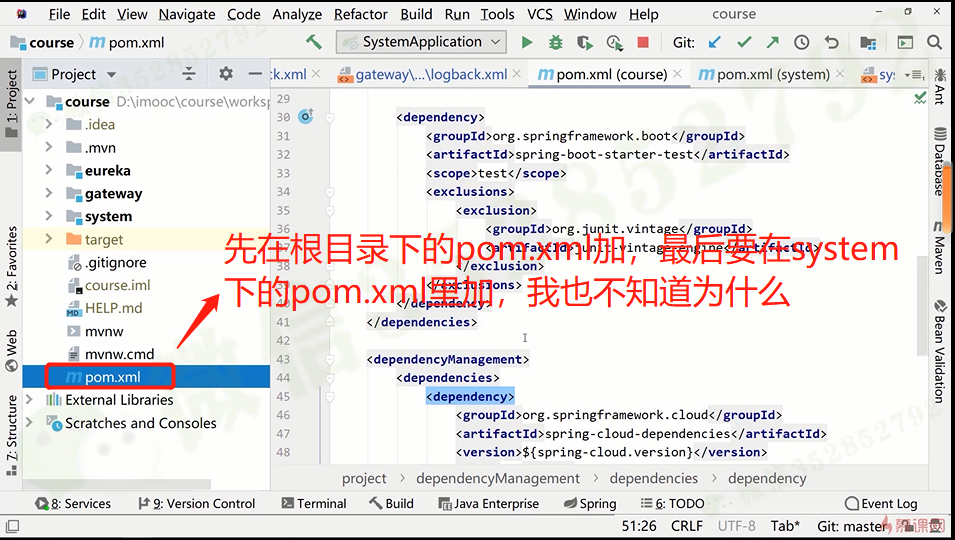 File Edit View Navigate Code Analyze Refactor Build Run Tools VCS Window Help course
course pom.xml SystemApplication Git:
Project ck.xml gateway\...\logback.xml pom.xml (course) pom.xml (system) sy
1: Project
2: Favorites
Web
Z: Structure
course D:\imooc\course\worksp
.idea
.mvn
eureka
gateway
system
target
.gitignore
course.iml
HELP.md
mvnw
mvnw.cmd
pom.xml
External Libraries
Scratches and Consoles
29
30 <dependency>
31 <groupId>org.springframework.boot</groupId>
32 <artifactId>spring-boot-starter-test</artifactId>
33 <scope>test</scope>
34 <exclusions>
35 <exclusion>
36 <groupId>org.junit.vintage</groupId>
37 <artifactId>junit-vintage-engine</artifactId>
38 </exclusion>
39 </exclusions>
40 </dependency>
41 </dependencies>
42
43 <dependencyManagement>
44 <dependencies>
45 <dependency>
46 <groupId>org.springframework.cloud</groupId>
47 <artifactId>spring-cloud-dependencies</artifactId>
48 <version>${spring-cloud.version}</version>
先在根目录下的pom.xml加，最后要在system
下的pom.xml里加，我也不知道为什么
Ant
Database
Maven
Bean Validation
project dependencyManagement dependencies dependency
8: Services 9: Version Control Terminal Build Java Enterprise Spring 6: TODO Event Log
51:26 CRLF UTF-8 Tab* Git: master
慕课网